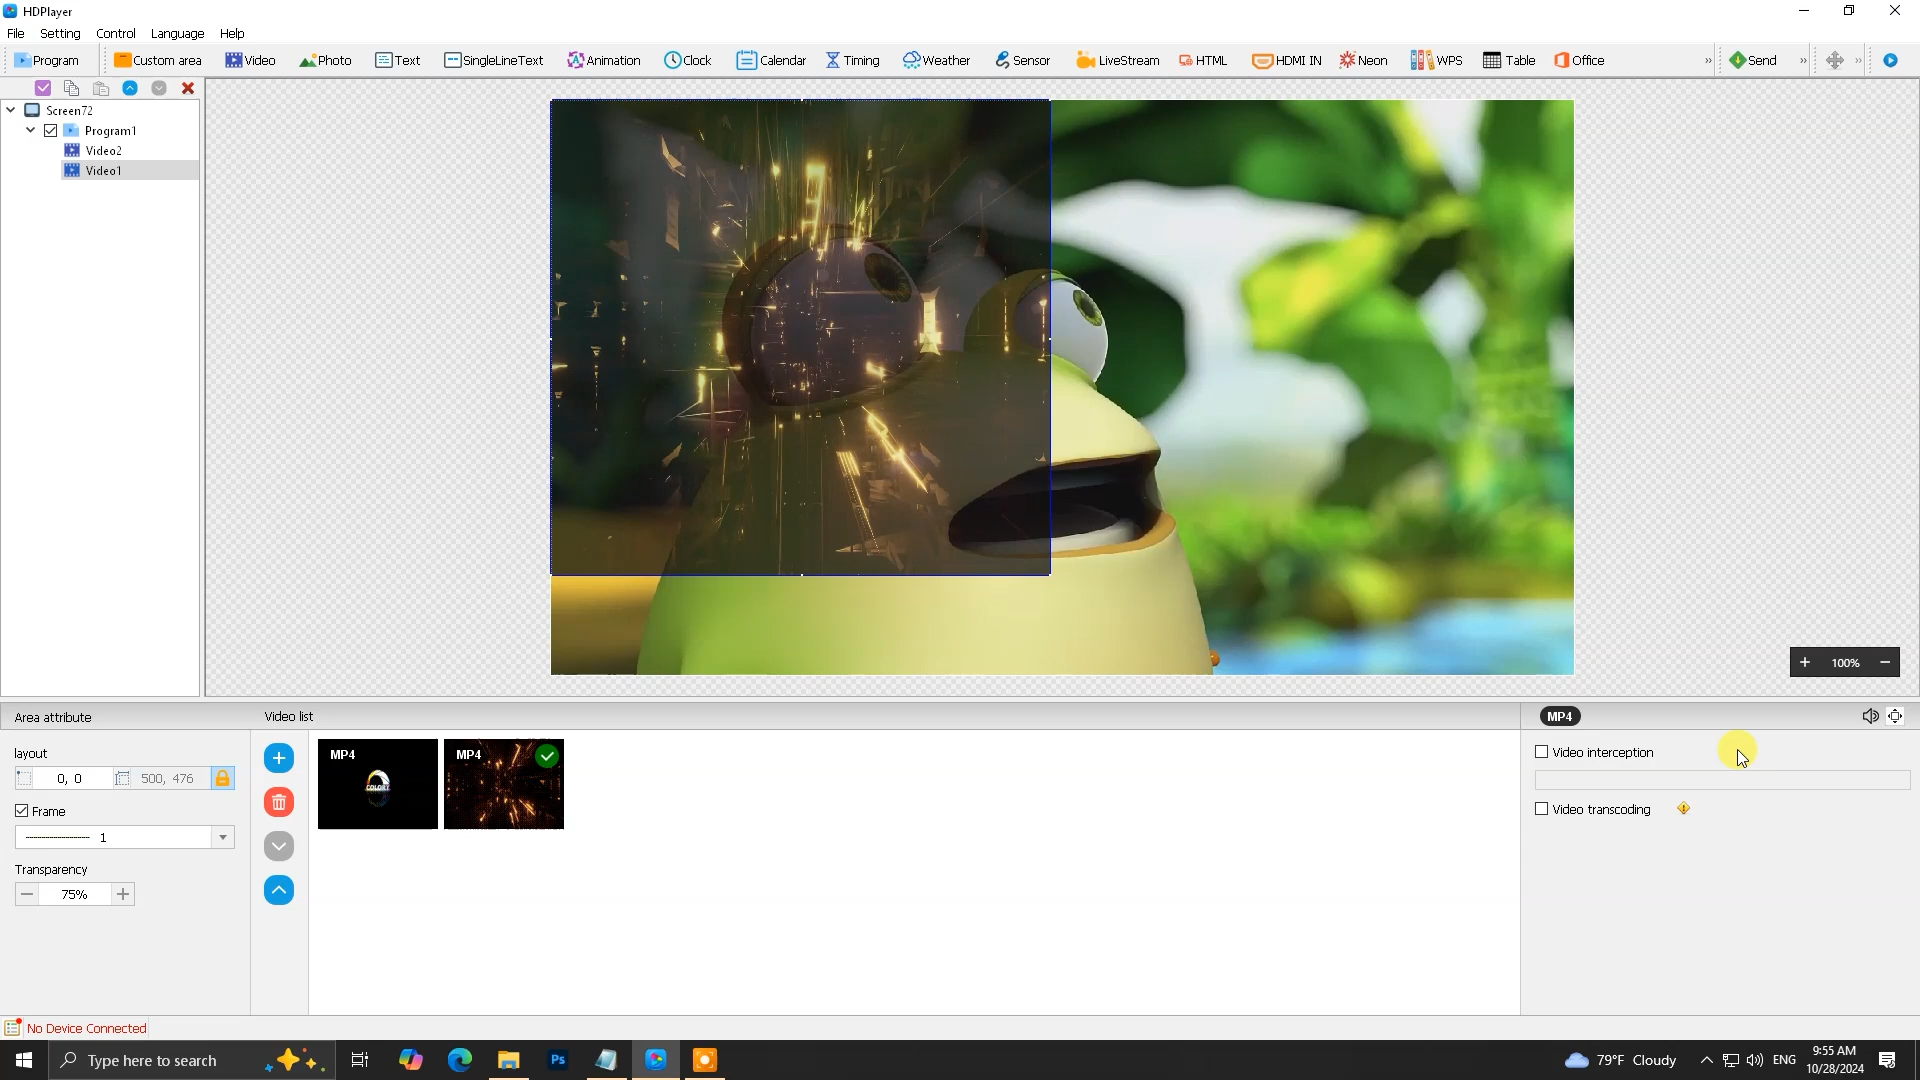 HDPlayer
File Setting Control Language Help
Program Custom area Video Photo Text SingleLineText Animation Clock Calendar Timing Weather Sensor LiveStream HTML HDMI IN Neon WPS Table Office » Send » »
Screen72
Program1
Video2
Video1
+ 100% −
Area attribute Video list MP4
layout
0, 0 500, 476
Frame
1
Transparency
− 75% +
MP4 MP4
COLORY
Video interception
Video transcoding
No Device Connected
Type here to search Ps 79°F Cloudy ENG 9:55 AM
10/28/2024